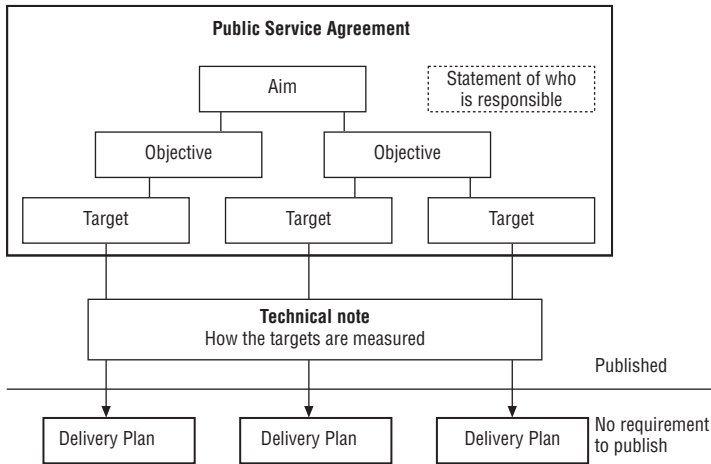 Public Service Agreement
Aim
Statement of who
is responsible
Objective
Objective
Target
Target
Target
Technical note
How the targets are measured
Published
Delivery Plan
Delivery Plan
Delivery Plan
No requirement
to publish